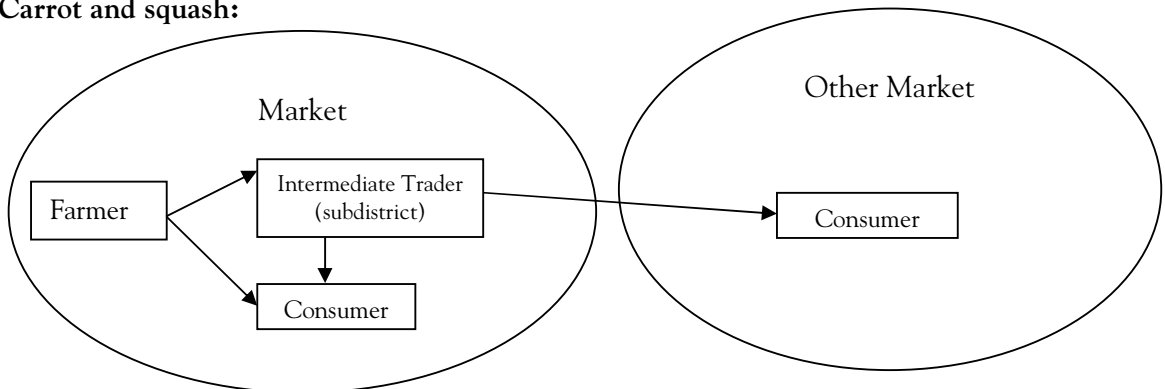 Carrot and squash:
Market
Other Market
Farmer
Intermediate Trader
(subdistrict)
Consumer
Consumer